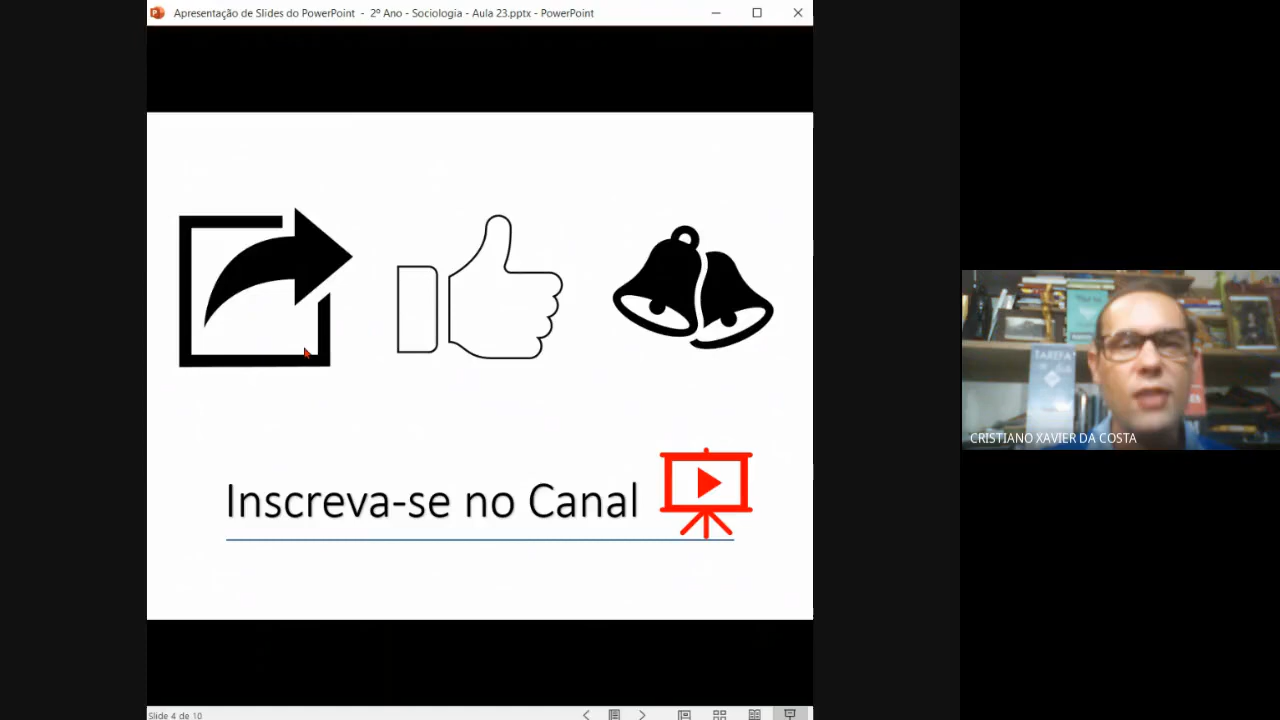 Apresentação de Slides do PowerPoint - 2º Ano - Sociologia - Aula 23.pptx - PowerPoint
Inscreva-se no Canal
TAREFA
CRISTIANO XAVIER DA COSTA
Slide 4 de 10